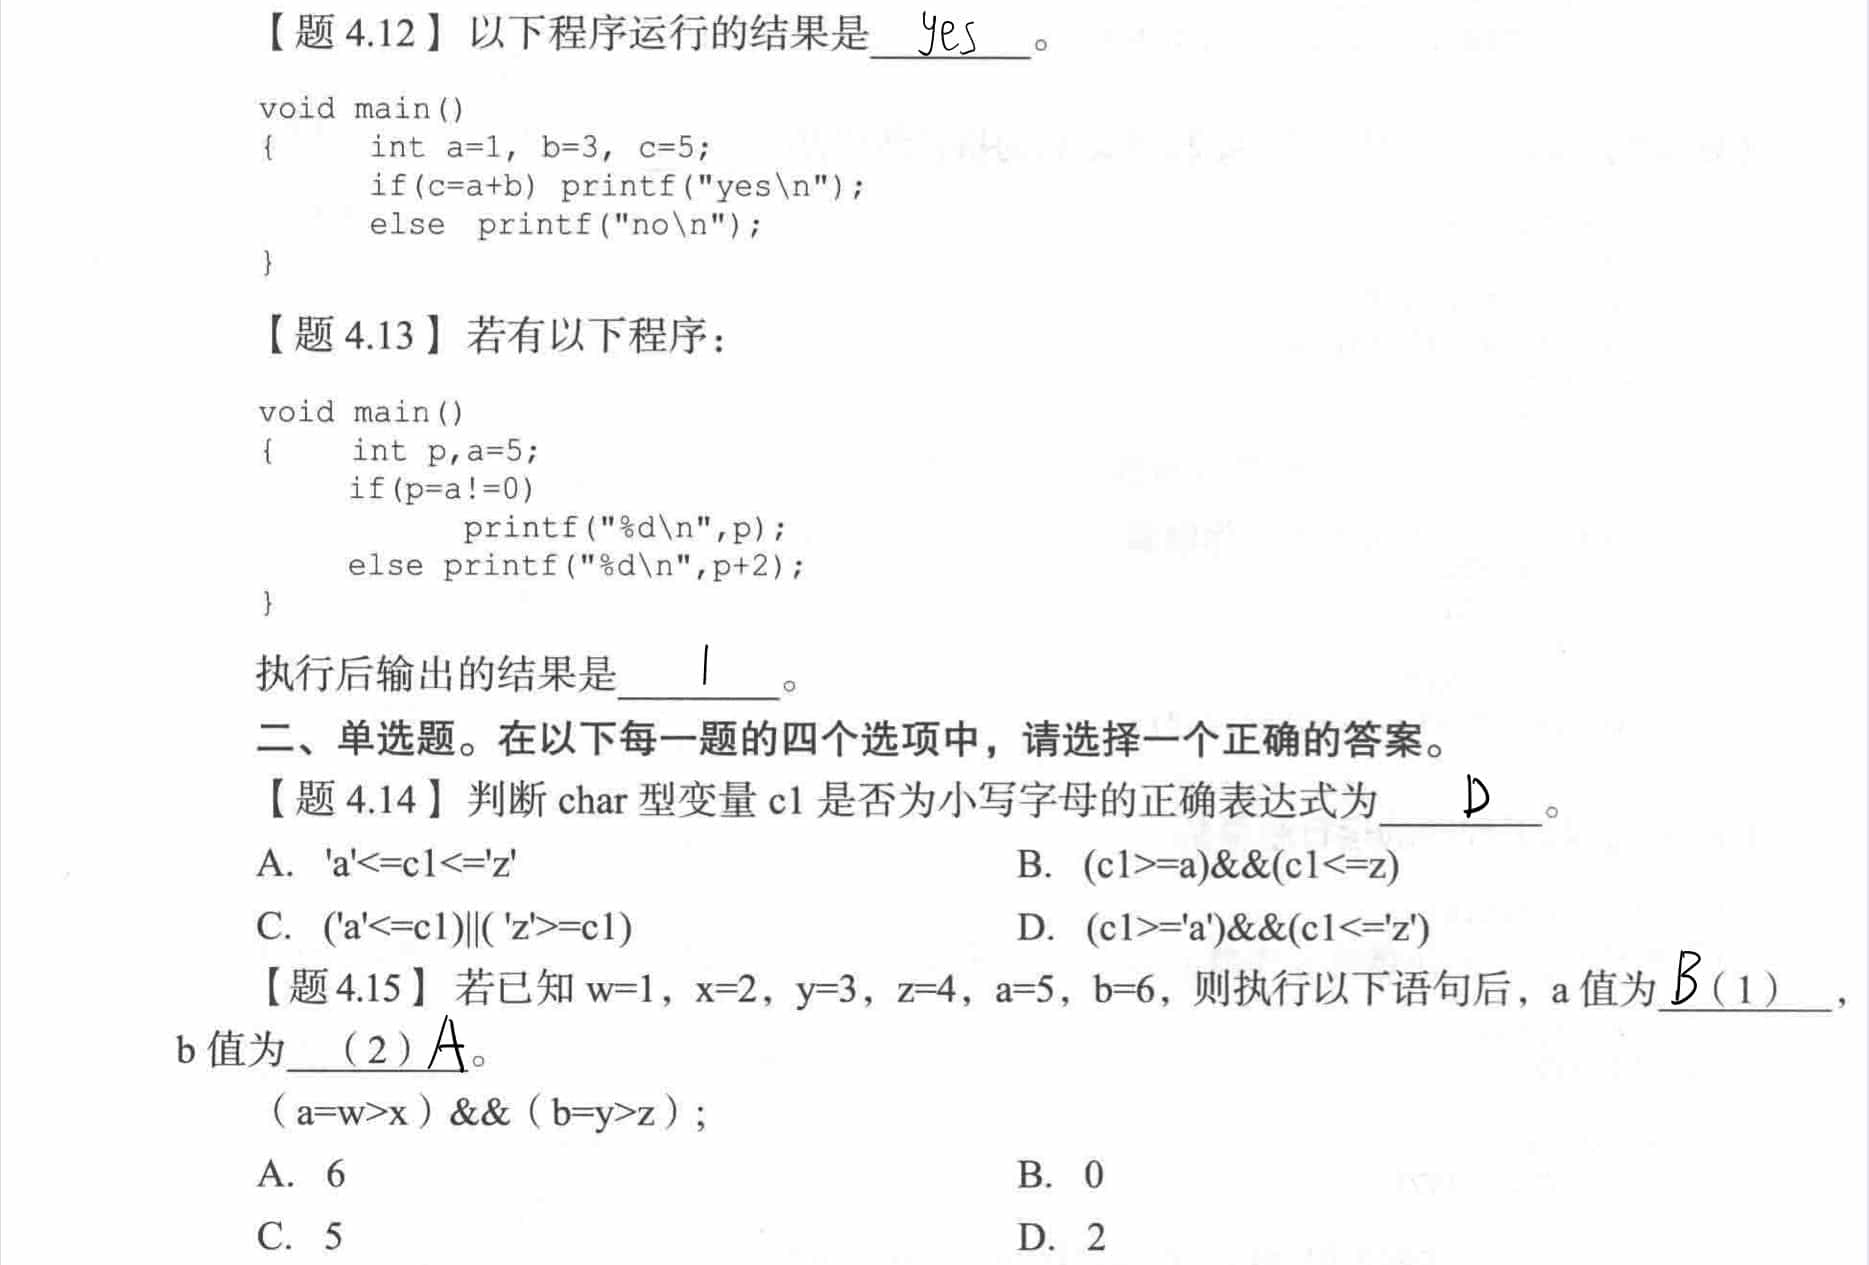 【题 4.12】以下程序运行的结果是 yes 。
void main()
{ int a=1, b=3, c=5;
if(c=a+b) printf("yes\n");
else printf("no\n");
}
【题 4.13】若有以下程序：
void main()
{ int p,a=5;
if(p=a!=0)
printf("%d\n",p);
else printf("%d\n",p+2);
}
执行后输出的结果是 1 。
二、单选题。在以下每一题的四个选项中，请选择一个正确的答案。
【题 4.14】判断 char 型变量 c1 是否为小写字母的正确表达式为 D 。
A. 'a'<=c1<='z' B. (c1>=a)&&(c1<=z)
C. ('a'<=c1)||( 'z'>=c1) D. (c1>='a')&&(c1<='z')
【题 4.15】若已知 w=1，x=2，y=3，z=4，a=5，b=6，则执行以下语句后，a 值为 B（1），
b 值为 （2）A。
（a=w>x）&&（b=y>z）;
A. 6 B. 0
C. 5 D. 2